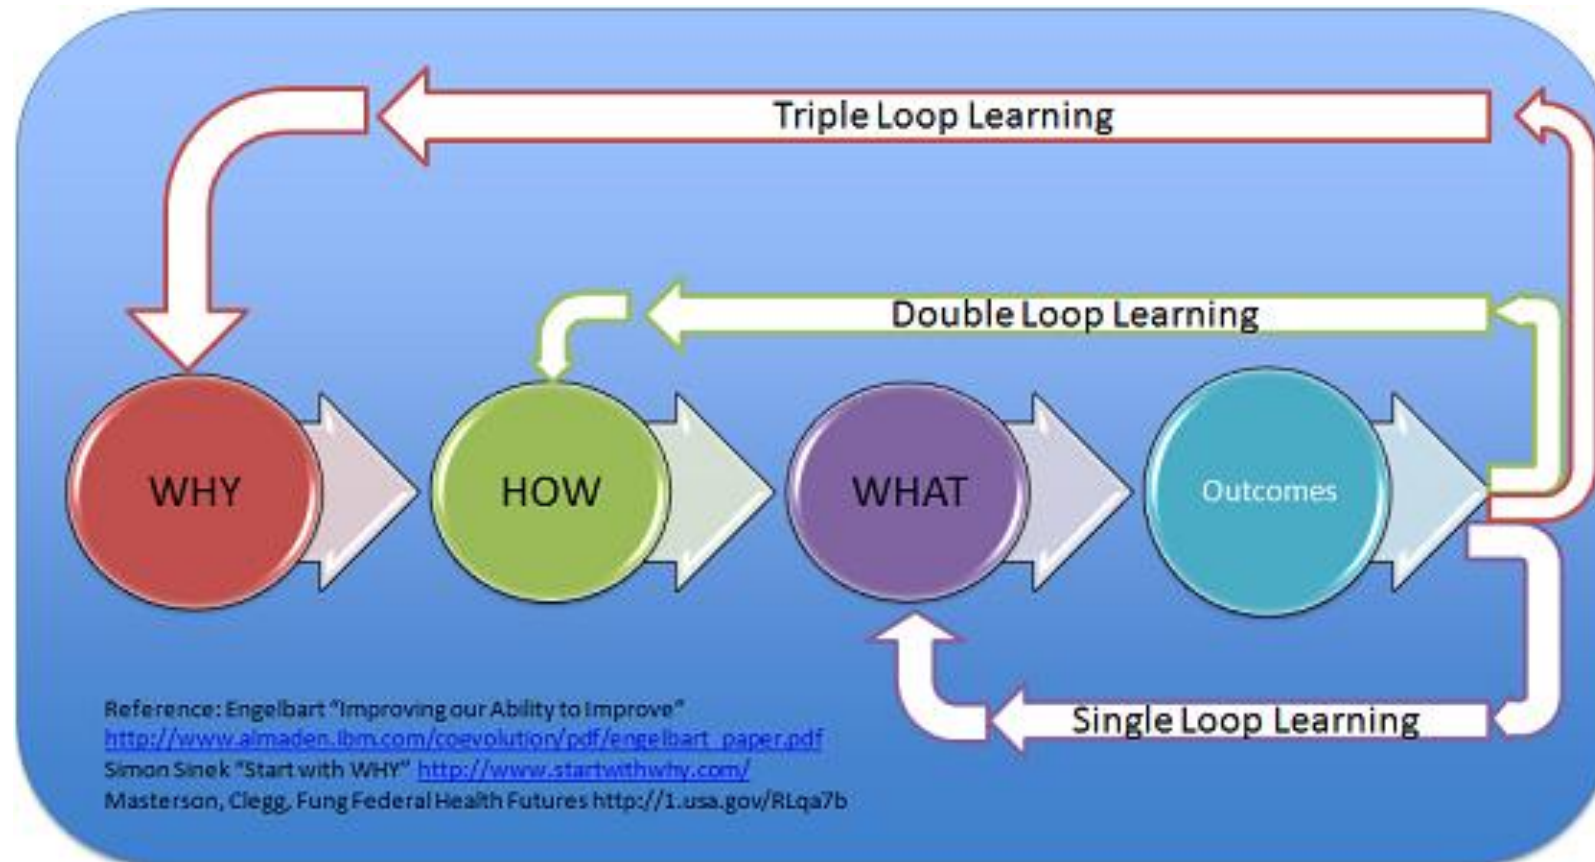 Triple Loop Learning
Double Loop Learning
WHY
HOW
WHAT
Outcomes
Single Loop Learning
Reference: Engelbart “Improving our Ability to Improve”
http://www.almaden.ibm.com/coevolution/pdf/engelbart_paper.pdf
Simon Sinek “Start with WHY” http://www.startwithwhy.com/
Masterson, Clegg, Fung Federal Health Futures http://1.usa.gov/RLqa7b